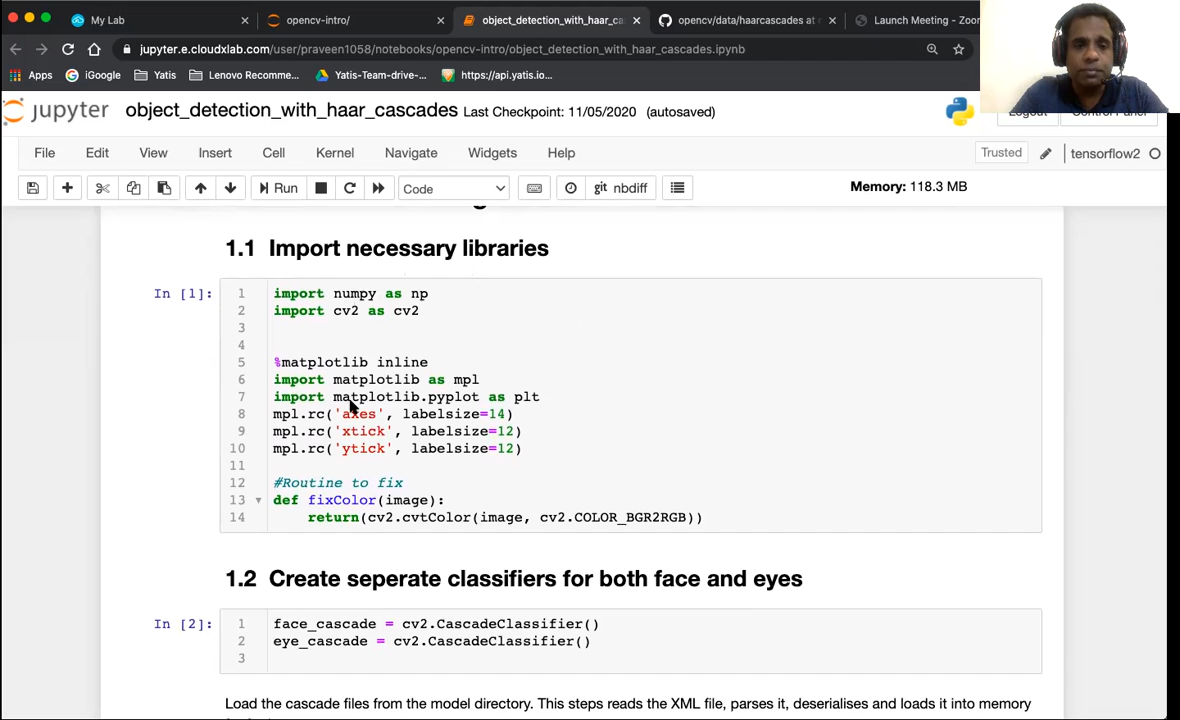 My Lab
opencv-intro/
object_detection_with_haar_ca
opencv/data/haarcascades at
Launch Meeting - Zoo
jupyter.e.cloudxlab.com/user/praveen1058/notebooks/opencv-intro/object_detection_with_haar_cascades.ipynb
Apps iGoogle Yatis Lenovo Recomme... Yatis-Team-drive-... https://api.yatis.io...
jupyter object_detection_with_haar_cascades Last Checkpoint: 11/05/2020 (autosaved)
File Edit View Insert Cell Kernel Navigate Widgets Help Trusted tensorflow2
Run Code git nbdiff Memory: 118.3 MB
1.1 Import necessary libraries
In [1]: 1 import numpy as np
2 import cv2 as cv2
3
4
5 %matplotlib inline
6 import matplotlib as mpl
7 import matplotlib.pyplot as plt
8 mpl.rc('axes', labelsize=14)
9 mpl.rc('xtick', labelsize=12)
10 mpl.rc('ytick', labelsize=12)
11
12 #Routine to fix
13 def fixColor(image):
14 return(cv2.cvtColor(image, cv2.COLOR_BGR2RGB))
1.2 Create seperate classifiers for both face and eyes
In [2]: 1 face_cascade = cv2.CascadeClassifier()
2 eye_cascade = cv2.CascadeClassifier()
3
Load the cascade files from the model directory. This steps reads the XML file, parses it, deserialises and loads it into memory